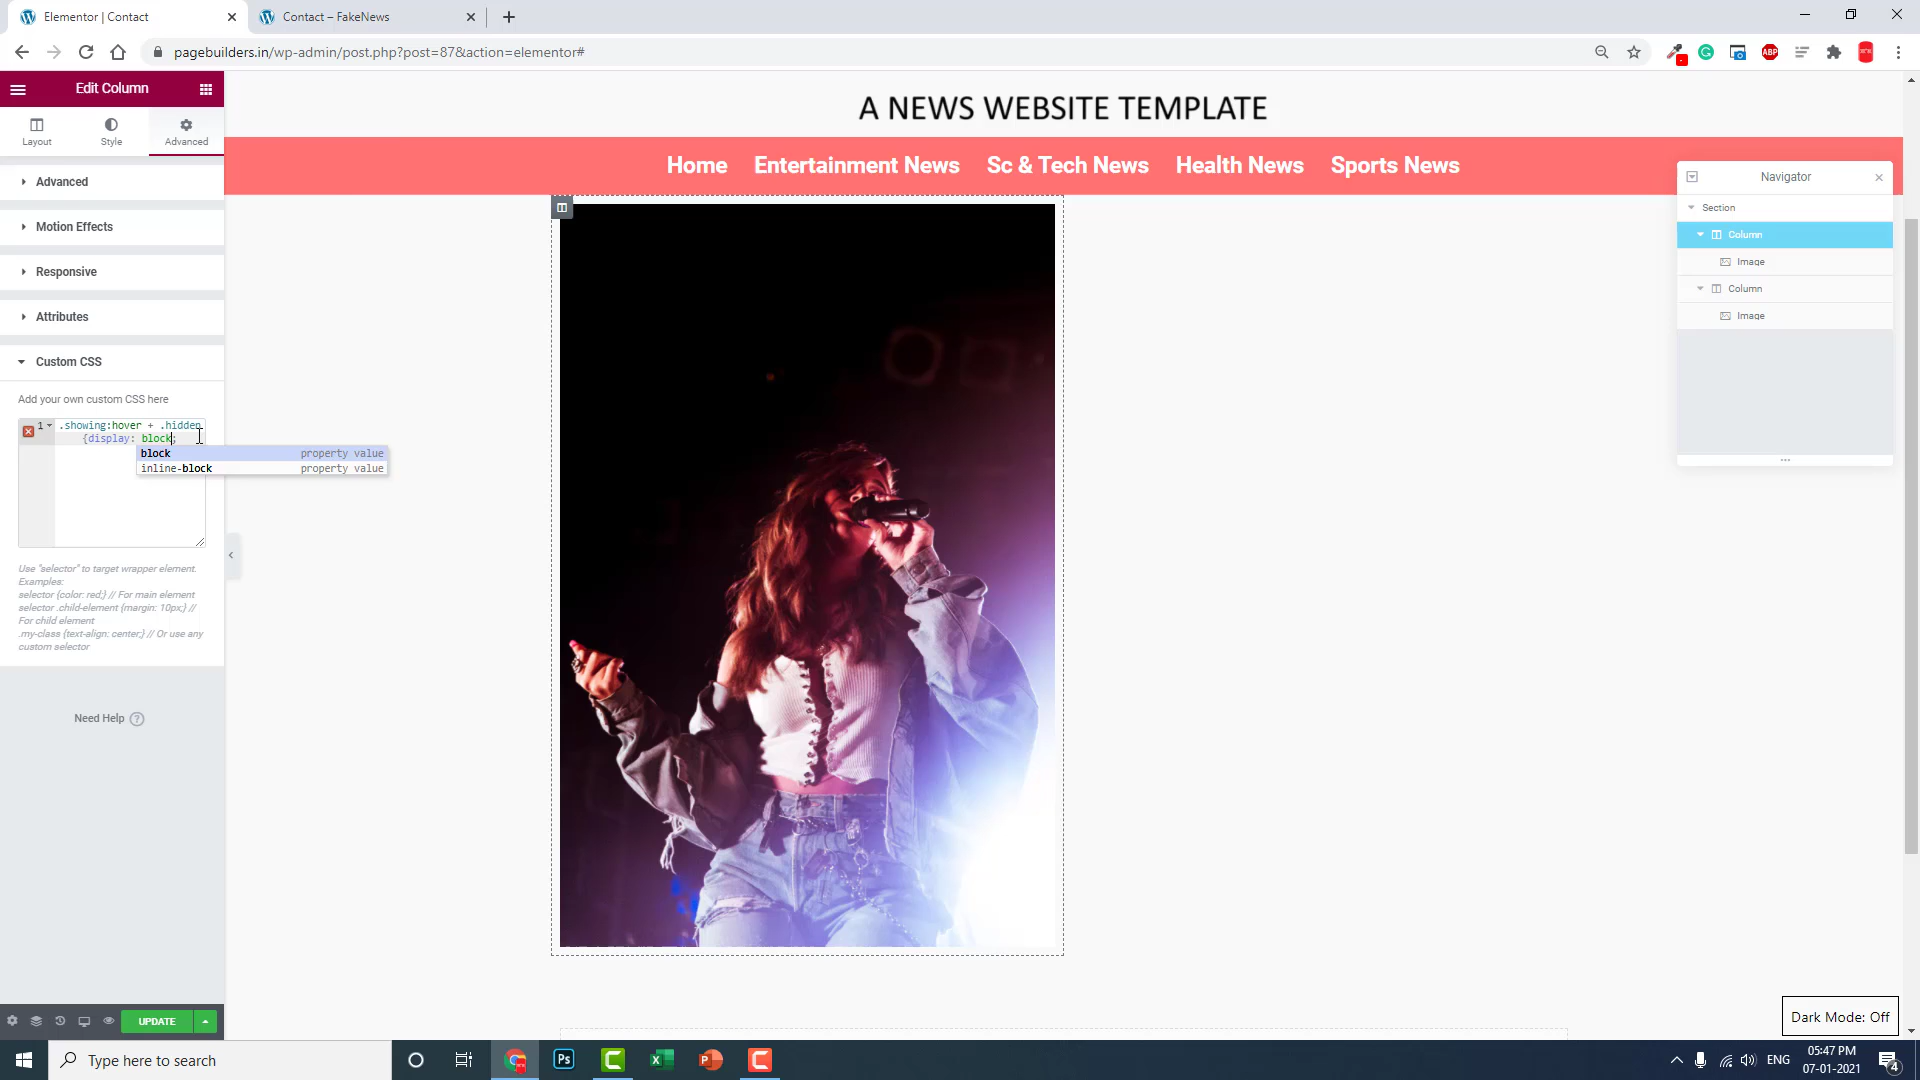 Elementor | Contact
Contact – FakeNews
pagebuilders.in/wp-admin/post.php?post=87&action=elementor#
ABP
Edit Column
Layout
Style
Advanced
Advanced
Motion Effects
Responsive
Attributes
Custom CSS
Add your own custom CSS here
1
.showing:hover + .hidden
{display: block;
block property value
inline-block property value
Use "selector" to target wrapper element.
Examples:
selector {color: red;} // For main element
selector .child-element {margin: 10px;} //
For child element
.my-class {text-align: center;} // Or use any
custom selector
Need Help ?
UPDATE
A NEWS WEBSITE TEMPLATE
Home Entertainment News Sc & Tech News Health News Sports News
Navigator
Section
Column
Image
Column
Image
Dark Mode: Off
Type here to search
Ps
ENG
05:47 PM
07-01-2021
4